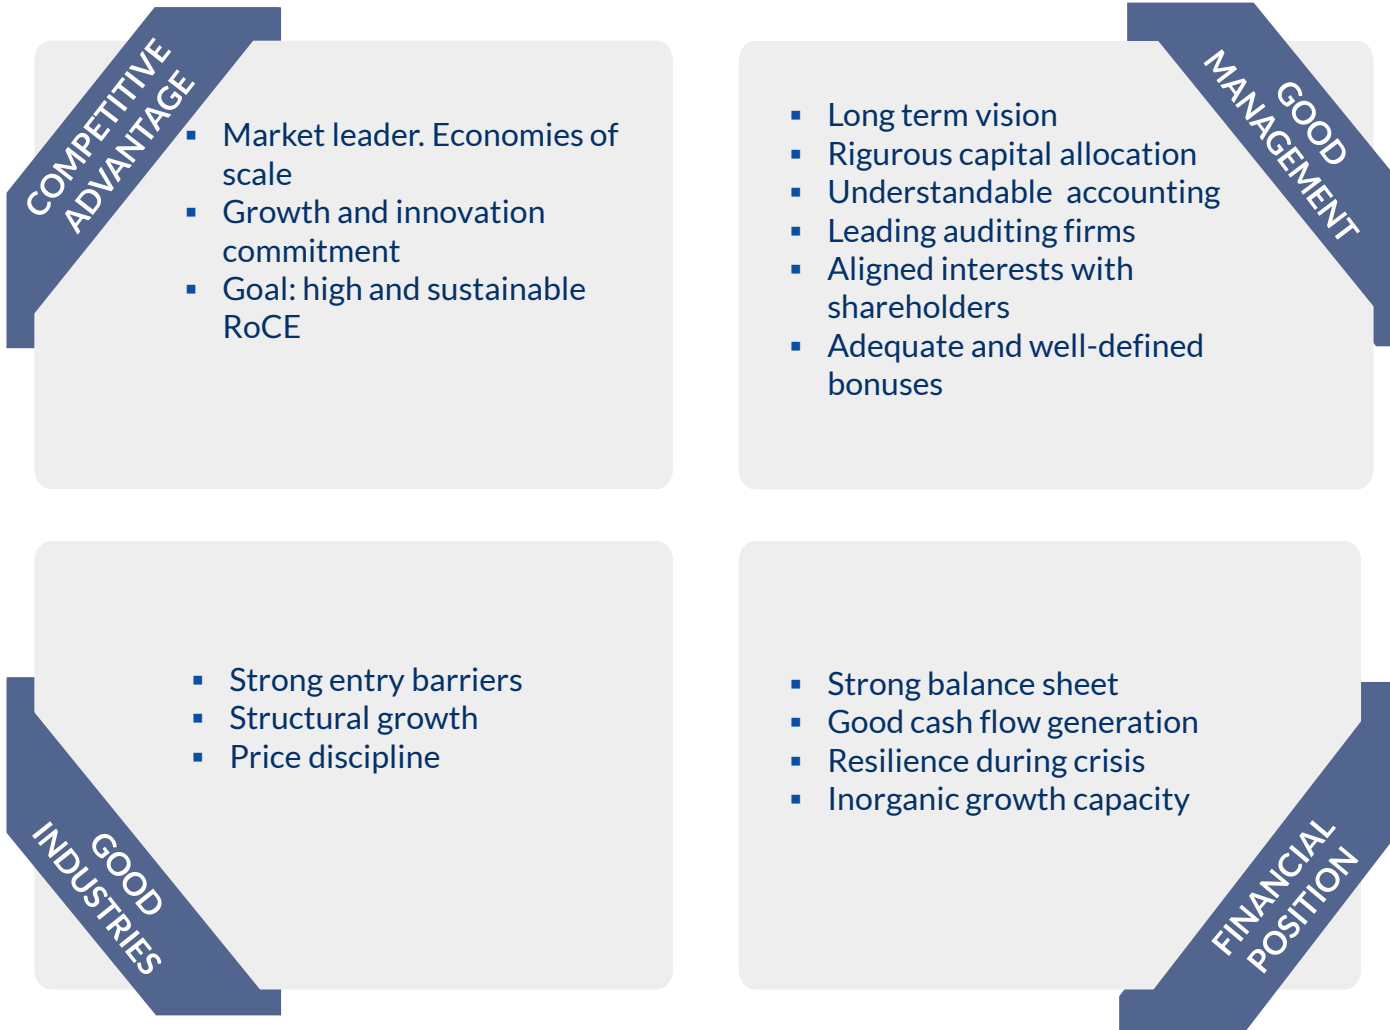 COMPETITIVE
ADVANTAGE
▪ Market leader. Economies of
scale
▪ Growth and innovation
commitment
▪ Goal: high and sustainable
RoCE
GOOD
MANAGEMENT
▪ Long term vision
▪ Rigurous capital allocation
▪ Understandable  accounting
▪ Leading auditing firms
▪ Aligned interests with
shareholders
▪ Adequate and well-defined
bonuses
GOOD
INDUSTRIES
▪ Strong entry barriers
▪ Structural growth
▪ Price discipline
FINANCIAL
POSITION
▪ Strong balance sheet
▪ Good cash flow generation
▪ Resilience during crisis
▪ Inorganic growth capacity